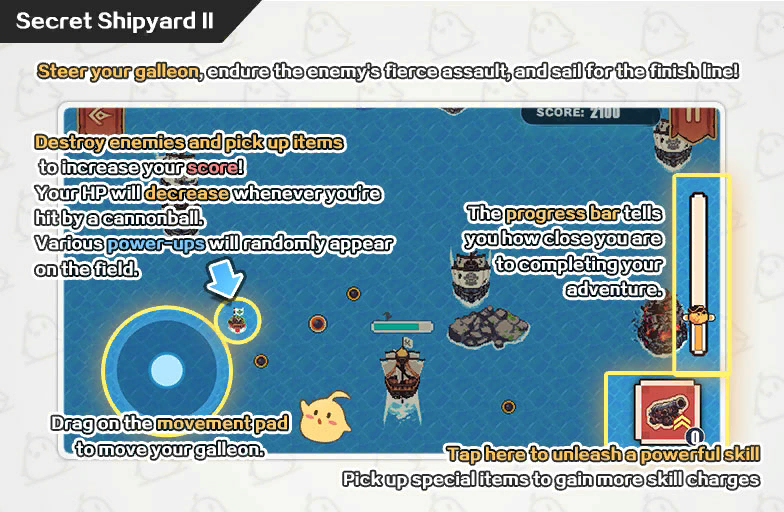 Secret Shipyard II
Steer your galleon, endure the enemy's fierce assault, and sail for the finish line!
SCORE: 2100
Destroy enemies and pick up items
to increase your score!
Your HP will decrease whenever you're
hit by a cannonball.
Various power-ups will randomly appear
on the field.
The progress bar tells
you how close you are
to completing your
adventure.
Drag on the movement pad
to move your galleon.
0
Tap here to unleash a powerful skill
Pick up special items to gain more skill charges